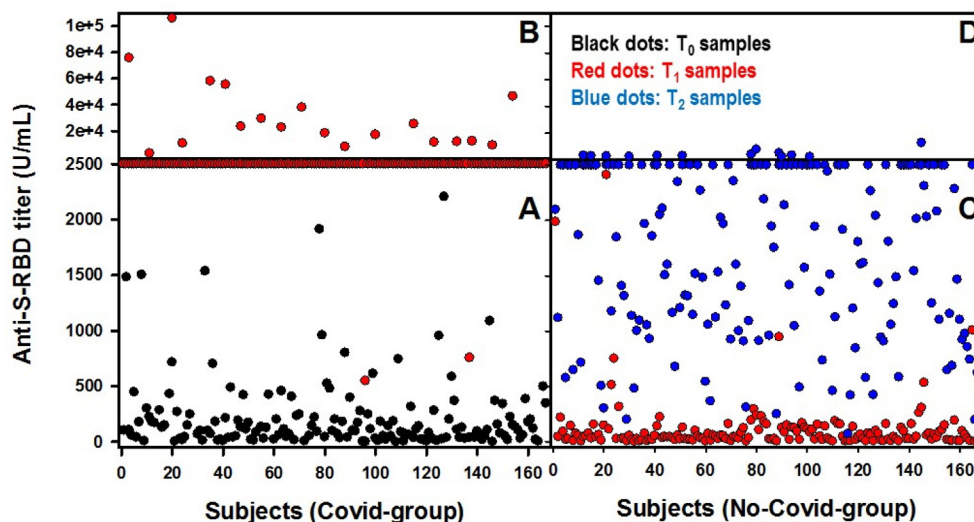 B
D
1e+5
8e+4
6e+4
4e+4
2e+4
2500
2000
1500
1000
500
0
Anti-S-RBD titer (U/mL)
Black dots: T0 samples
Red dots: T1 samples
Blue dots: T2 samples
A
C
0 20 40 60 80 100 120 140 160
0 20 40 60 80 100 120 140 160
Subjects (Covid-group)
Subjects (No-Covid-group)